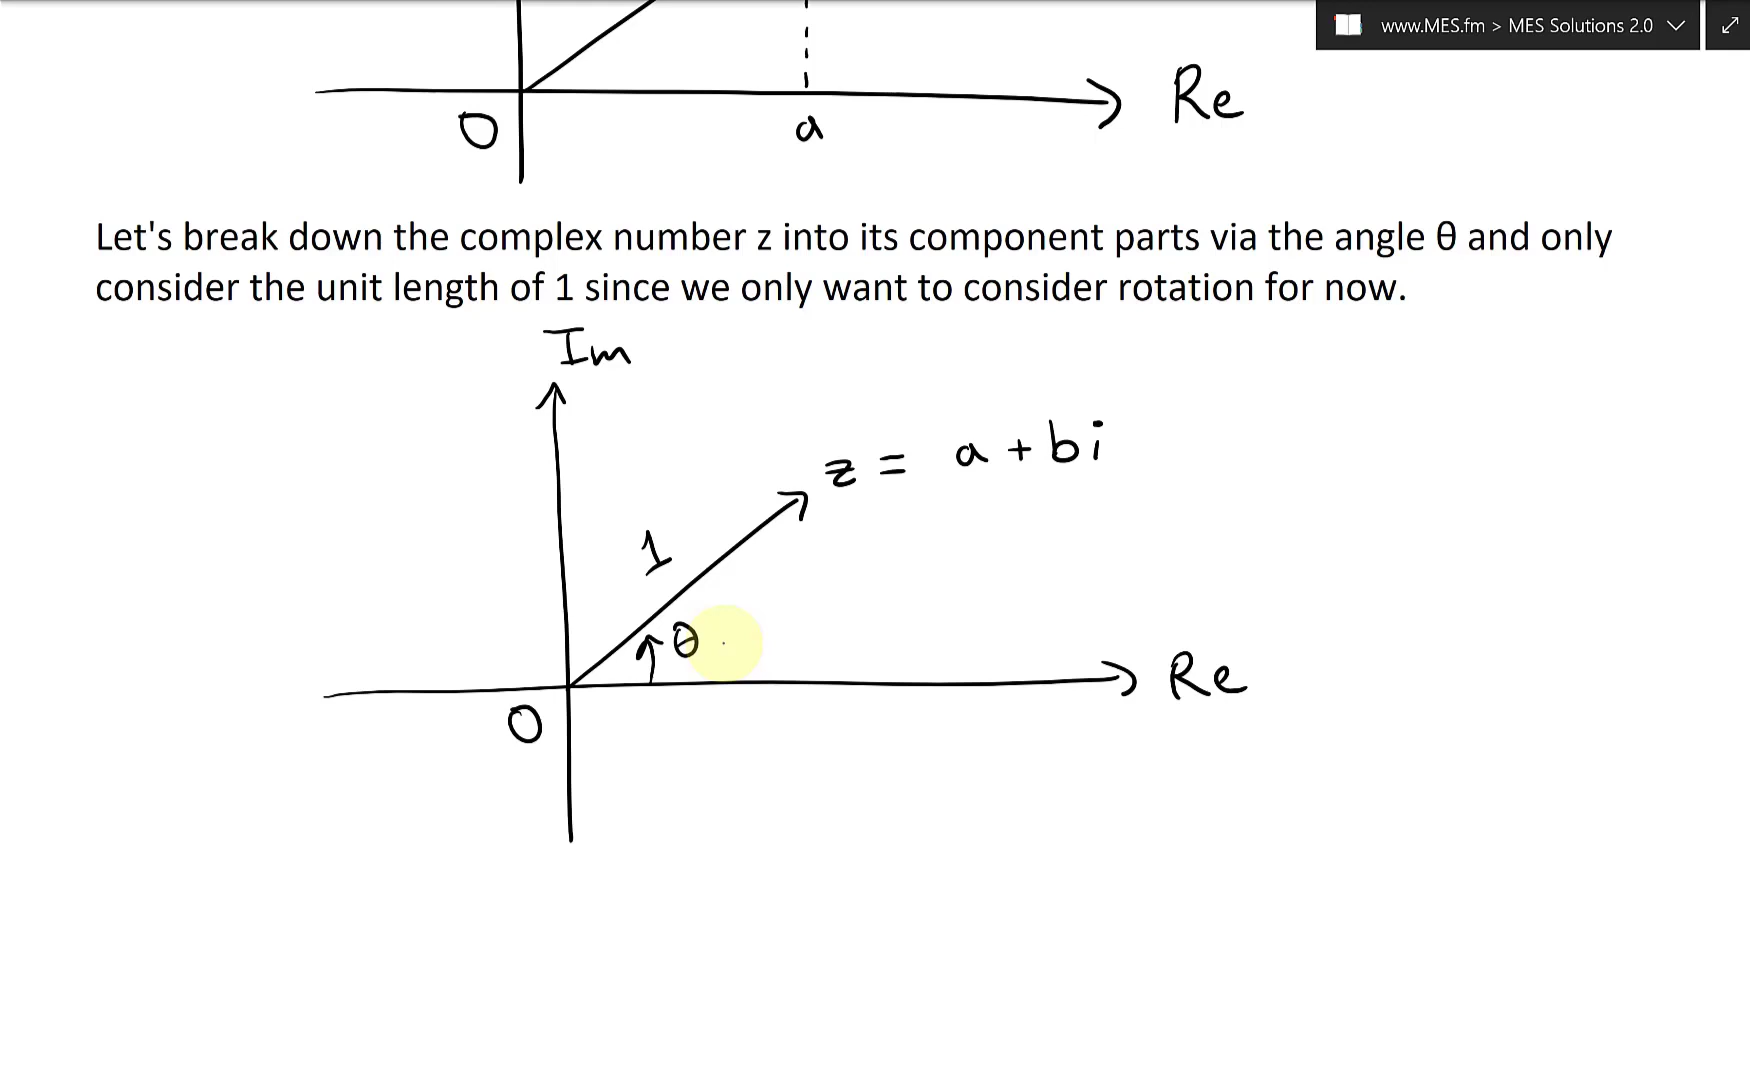 www.MES.fm > MES Solutions 2.0
Re
0
a
Let's break down the complex number z into its component parts via the angle θ and only
consider the unit length of 1 since we only want to consider rotation for now.
Im
z = a + bi
1
θ
Re
0